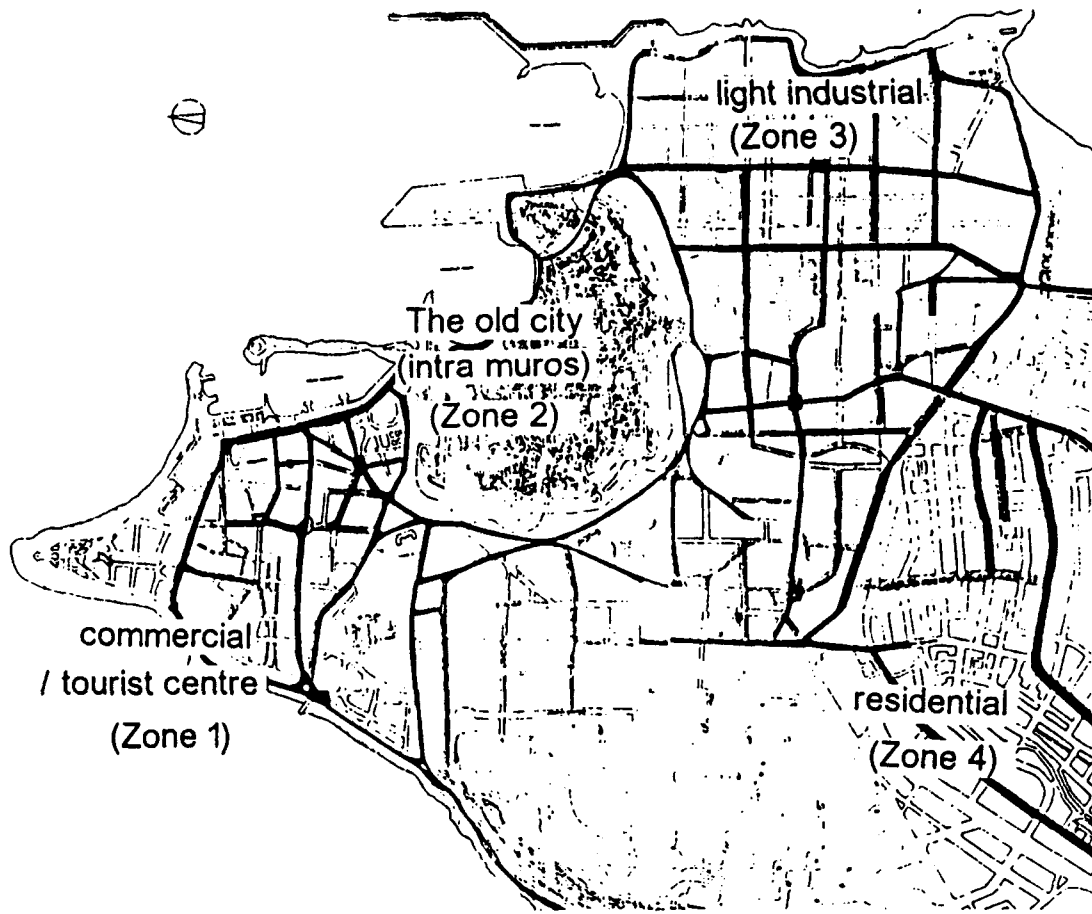 light industrial
(Zone 3)
The old city
(intra muros)
(Zone 2)
commercial
/ tourist centre
(Zone 1)
residential
(Zone 4)